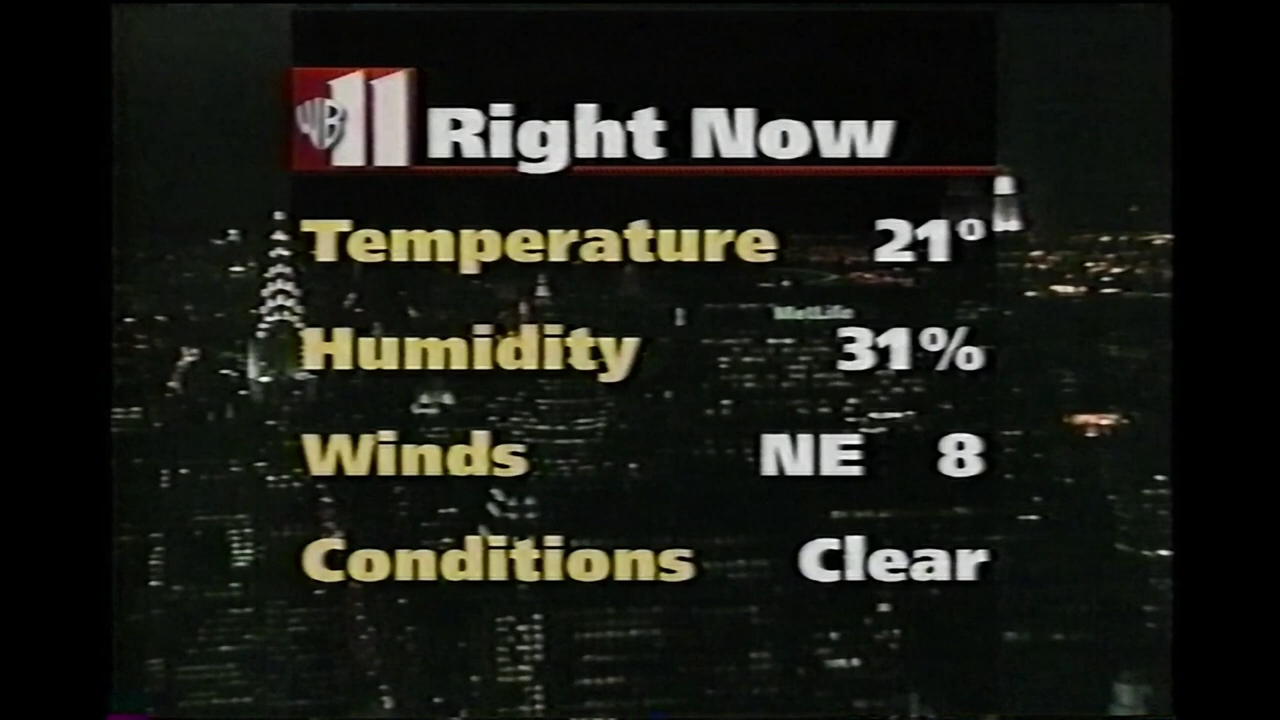 WB 11 Right Now
Temperature 21°
MetLife
Humidity 31%
Winds NE 8
Conditions Clear